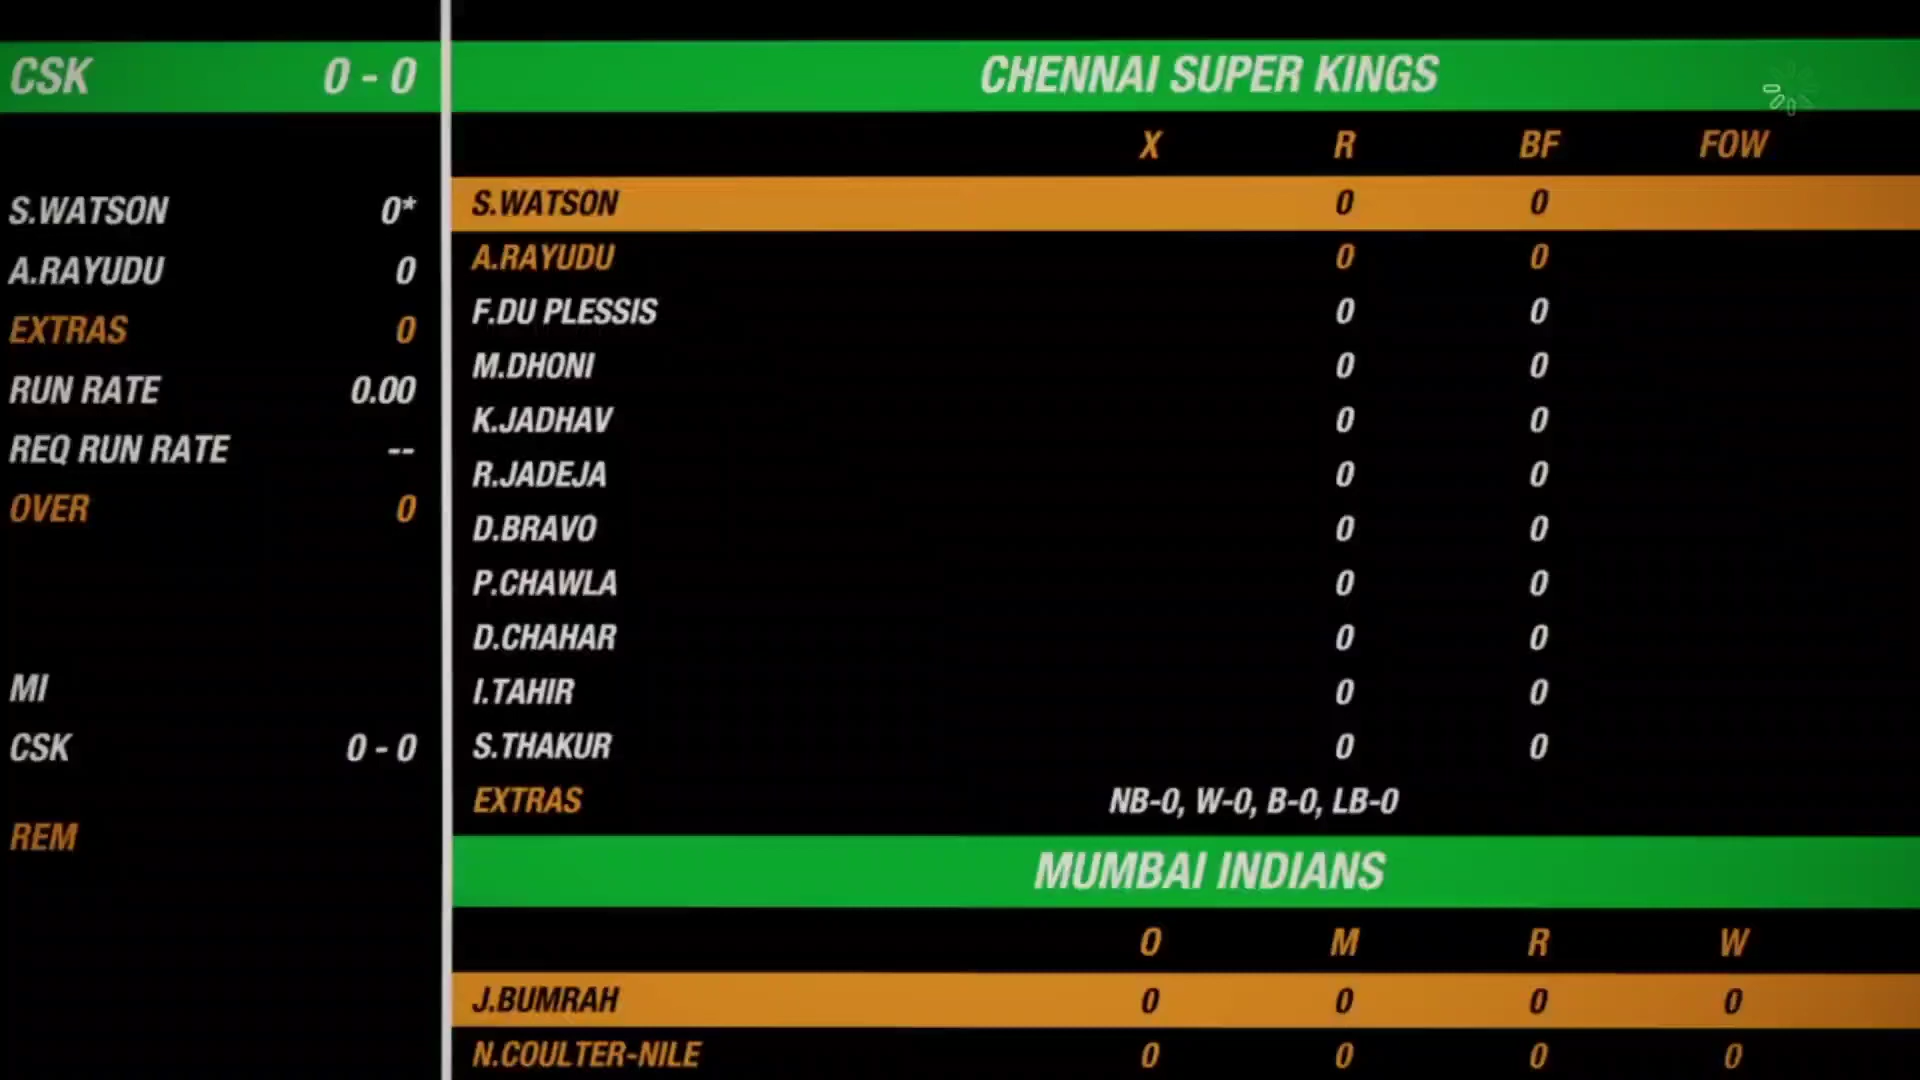 CSK 0 - 0
S.WATSON 0*
A.RAYUDU 0
EXTRAS 0
RUN RATE 0.00
REQ RUN RATE --
OVER 0
MI
CSK 0 - 0
REM
CHENNAI SUPER KINGS
X R BF FOW
S.WATSON 0 0
A.RAYUDU 0 0
F.DU PLESSIS 0 0
M.DHONI 0 0
K.JADHAV 0 0
R.JADEJA 0 0
D.BRAVO 0 0
P.CHAWLA 0 0
D.CHAHAR 0 0
I.TAHIR 0 0
S.THAKUR 0 0
EXTRAS NB-0, W-0, B-0, LB-0
MUMBAI INDIANS
O M R W
J.BUMRAH 0 0 0 0
N.COULTER-NILE 0 0 0 0